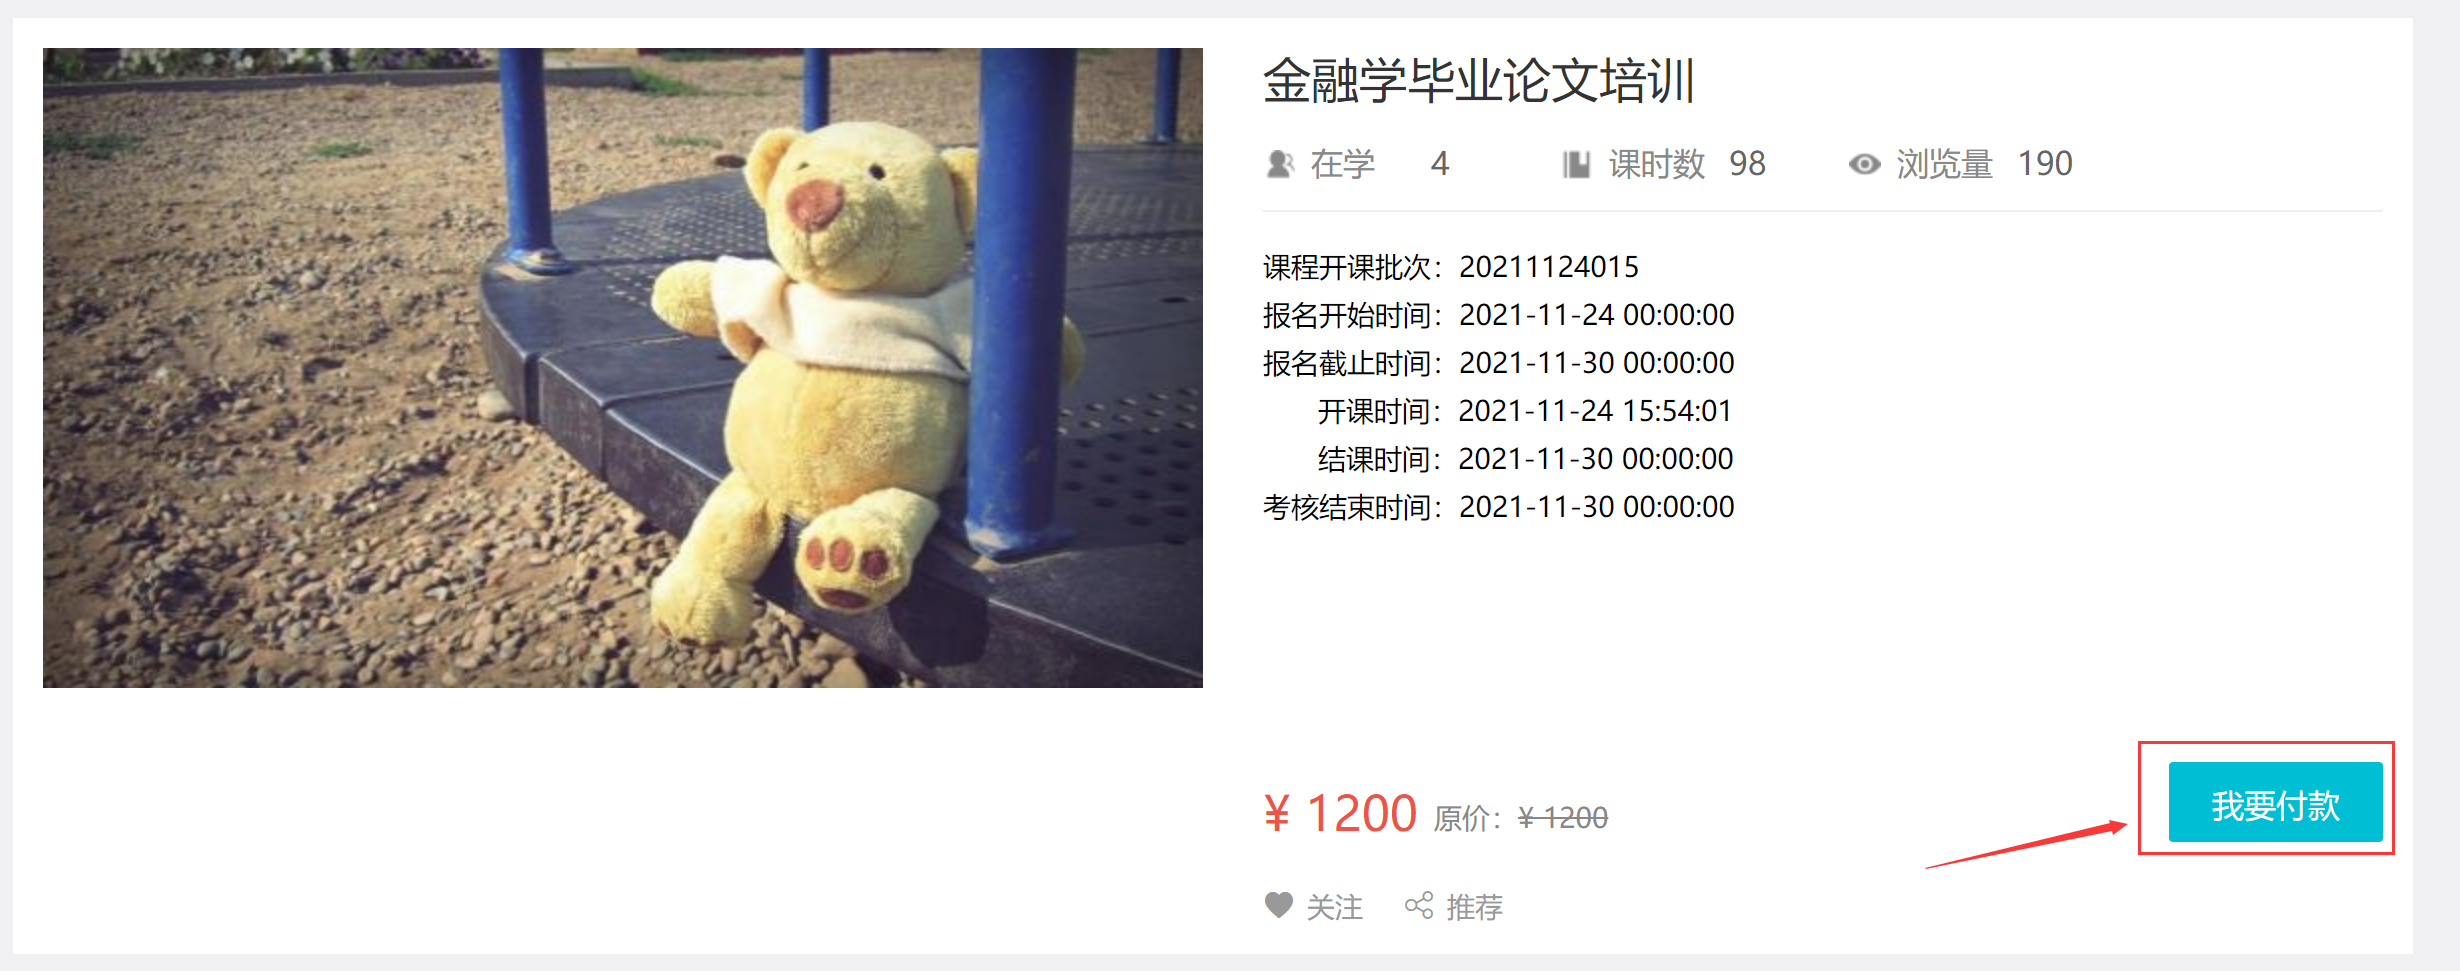 金融学毕业论文培训
在学 4 课时数 98 浏览量 190
课程开课批次：20211124015
报名开始时间：2021-11-24 00:00:00
报名截止时间：2021-11-30 00:00:00
开课时间：2021-11-24 15:54:01
结课时间：2021-11-30 00:00:00
考核结束时间：2021-11-30 00:00:00
¥ 1200 原价：¥ 1200
我要付款
关注 推荐